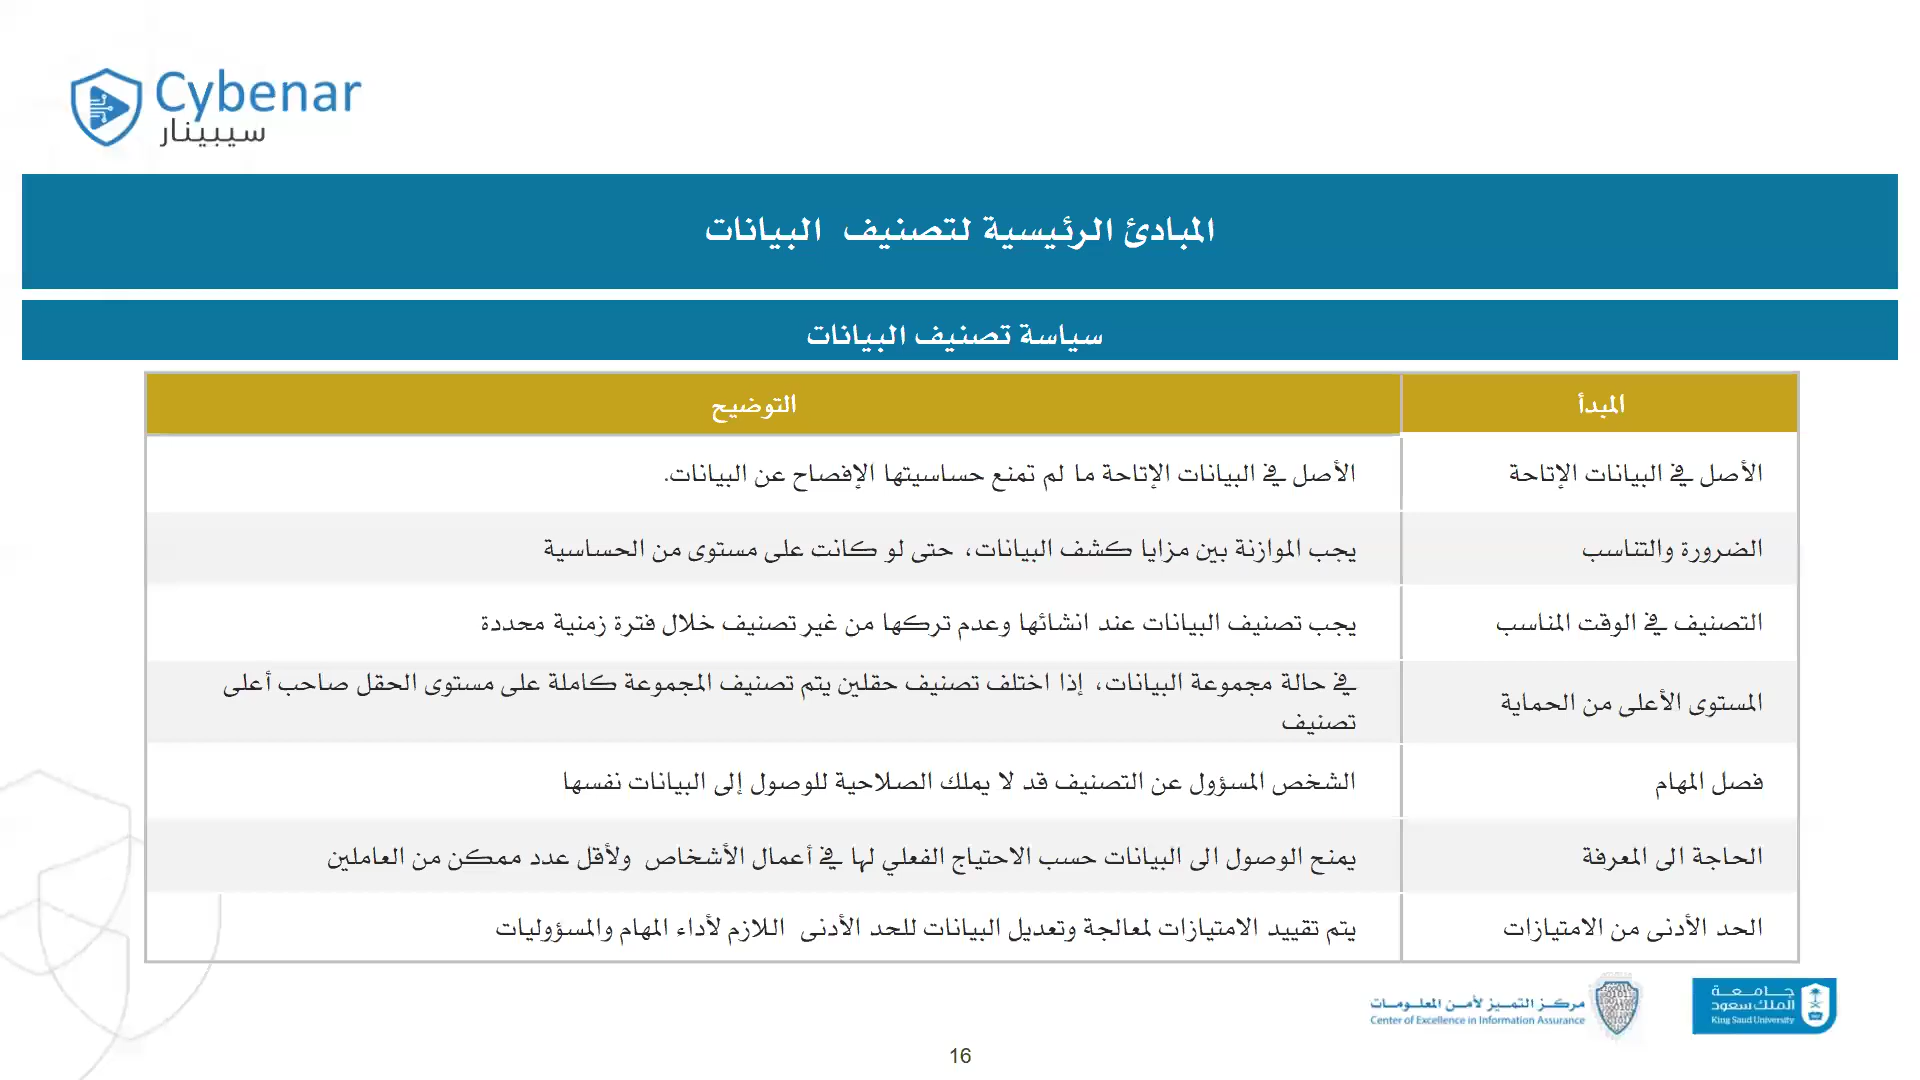 Cybenar
سيبينار
المبادئ الرئيسية لتصنيف البيانات
سياسة تصنيف البيانات
المبدأ
التوضيح
الأصل في البيانات الإتاحة
الأصل في البيانات الإتاحة ما لم تمنع حساسيتها الإفصاح عن البيانات.
الضرورة والتناسب
يجب الموازنة بين مزايا كشف البيانات، حتى لو كانت على مستوى من الحساسية
التصنيف في الوقت المناسب
يجب تصنيف البيانات عند انشائها وعدم تركها من غير تصنيف خلال فترة زمنية محددة
المستوى الأعلى من الحماية
في حالة مجموعة البيانات، إذا اختلف تصنيف حقلين يتم تصنيف المجموعة كاملة على مستوى الحقل صاحب أعلى
تصنيف
فصل المهام
الشخص المسؤول عن التصنيف قد لا يملك الصلاحية للوصول إلى البيانات نفسها
الحاجة الى المعرفة
يمنح الوصول الى البيانات حسب الاحتياج الفعلي لها في أعمال الأشخاص ولأقل عدد ممكن من العاملين
الحد الأدنى من الامتيازات
يتم تقييد الامتيازات لمعالجة وتعديل البيانات للحد الأدنى اللازم لأداء المهام والمسؤوليات
مركز التميز لأمن المعلومات
Center of Excellence in Information Assurance
جامعة
الملك سعود
King Saud University
16